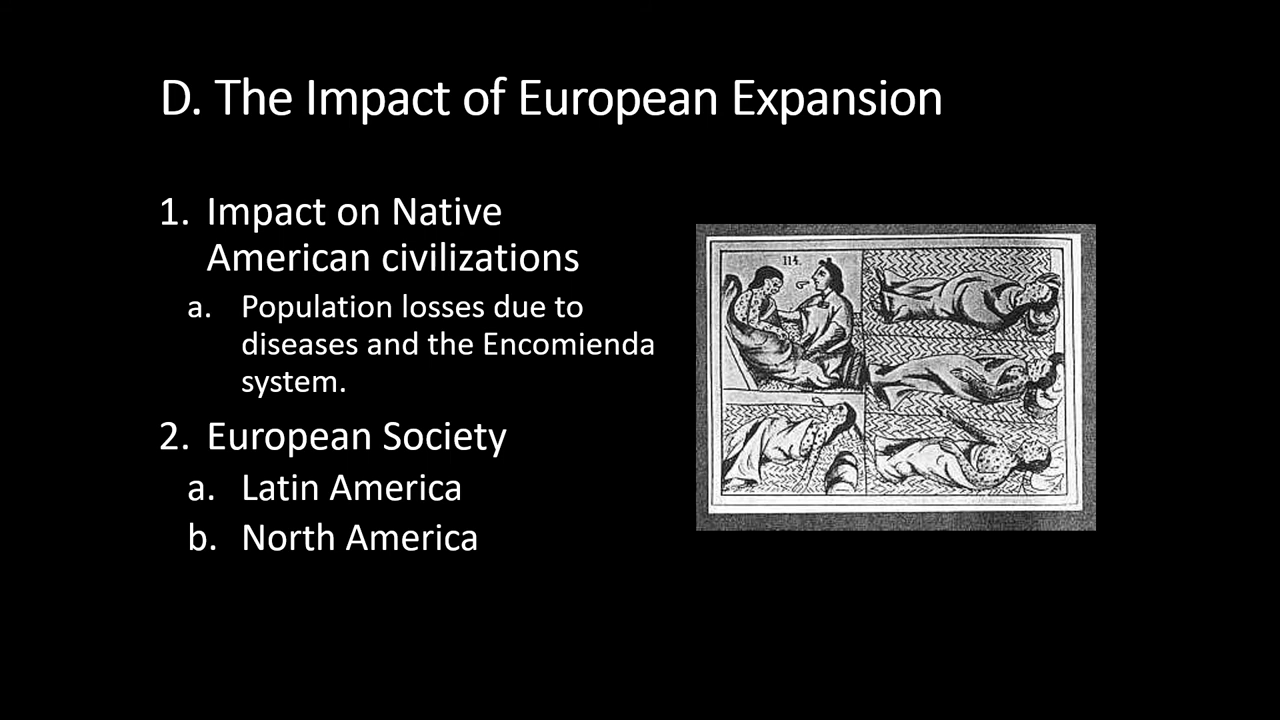 D. The Impact of European Expansion
1. Impact on Native
American civilizations
a. Population losses due to
diseases and the Encomienda
system.
2. European Society
a. Latin America
b. North America
114.